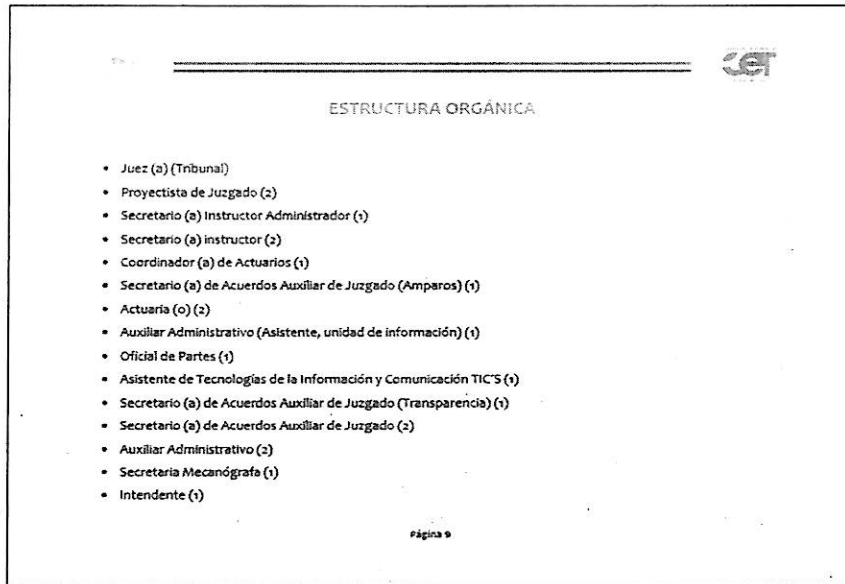 ESTRUCTURA ORGÁNICA
• Juez (a) (Tribunal)
• Proyectista de Juzgado (2)
• Secretario (a) Instructor Administrador (1)
• Secretario (a) instructor (2)
• Coordinador (a) de Actuarios (1)
• Secretario (a) de Acuerdos Auxiliar de Juzgado (Amparos) (1)
• Actuaria (o) (2)
• Auxiliar Administrativo (Asistente, unidad de información) (1)
• Oficial de Partes (1)
• Asistente de Tecnologías de la Información y Comunicación TIC'S (1)
• Secretario (a) de Acuerdos Auxiliar de Juzgado (Transparencia) (1)
• Secretario (a) de Acuerdos Auxiliar de Juzgado (2)
• Auxiliar Administrativo (2)
• Secretaria Mecanógrafa (1)
• Intendente (1)
Página 9